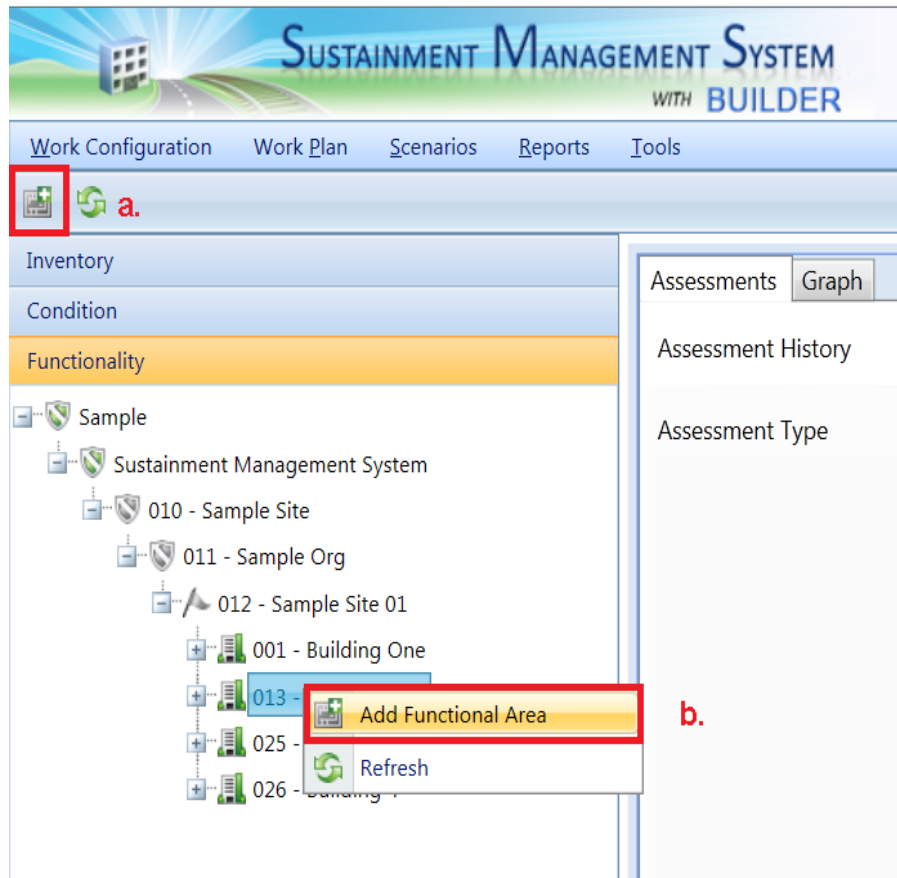 SUSTAINMENT MANAGEMENT SYSTEM
WITH BUILDER
Work Configuration Work Plan Scenarios Reports Tools
a.
Inventory
Condition
Functionality
Assessments Graph
Assessment History
Assessment Type
Sample
Sustainment Management System
010 - Sample Site
011 - Sample Org
012 - Sample Site 01
001 - Building One
013 -
Add Functional Area
b.
025 -
Refresh
026 -